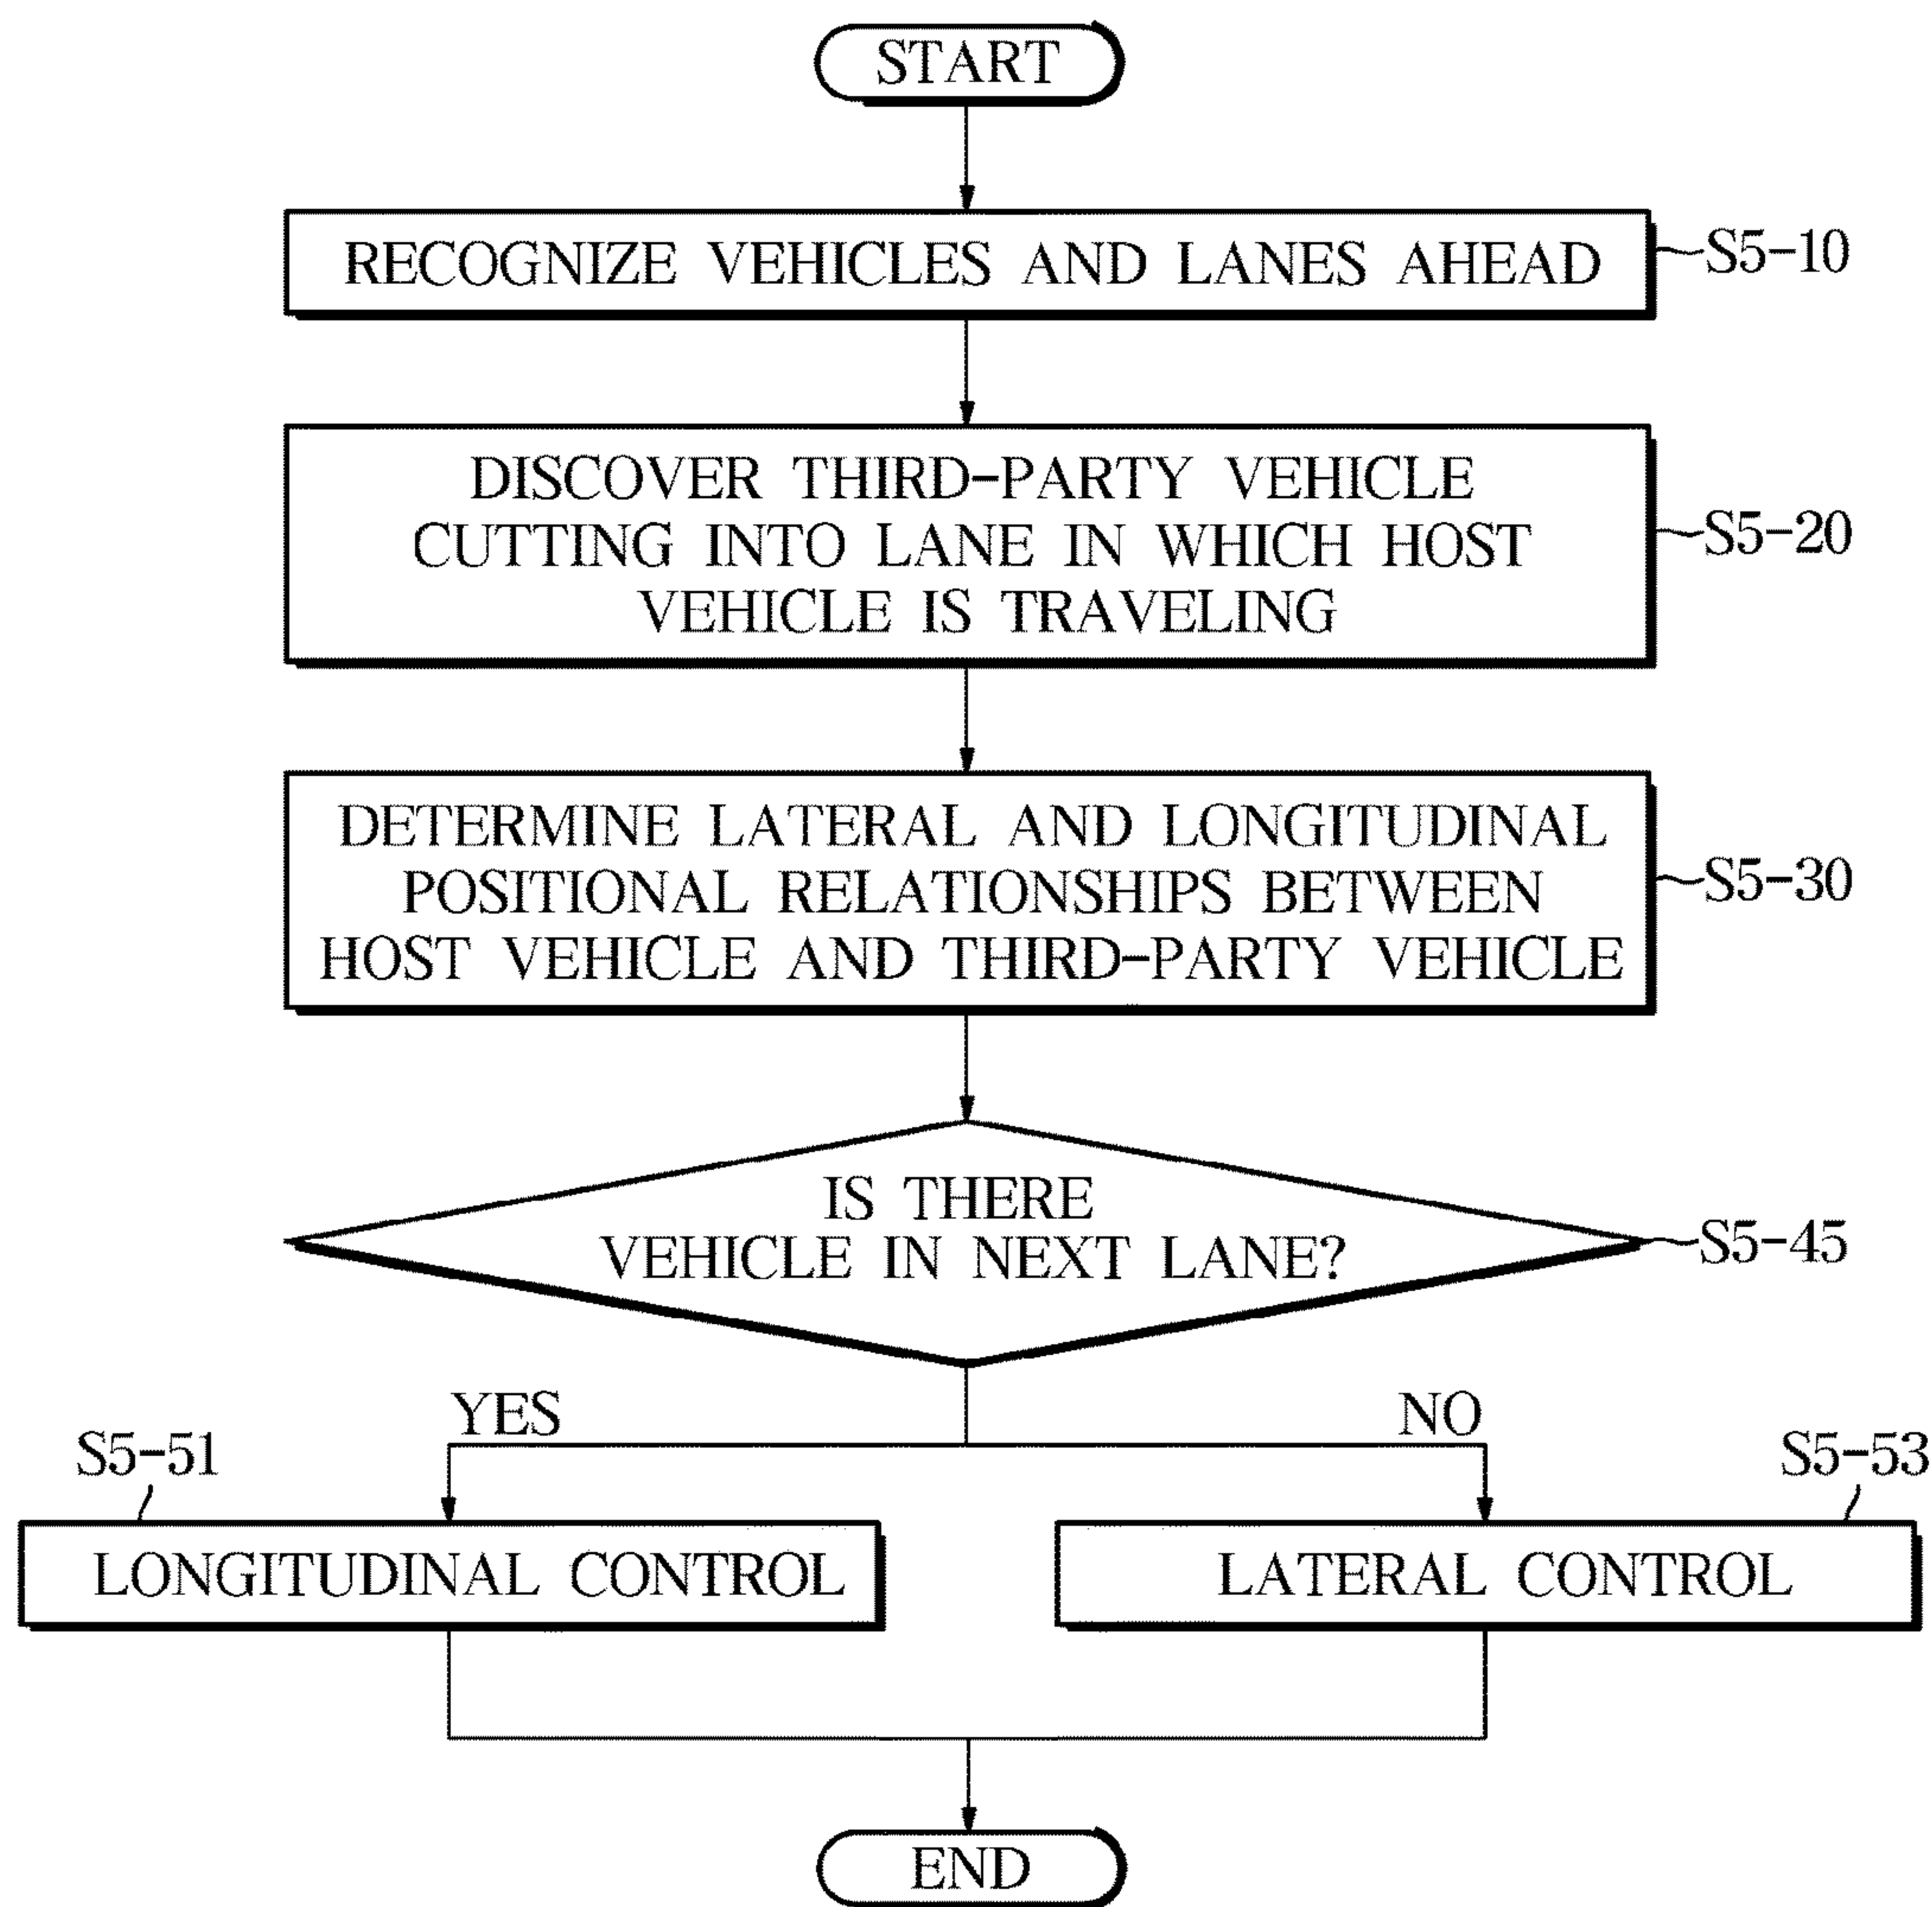 START
RECOGNIZE VEHICLES AND LANES AHEAD
S5-10
DISCOVER THIRD-PARTY VEHICLE
CUTTING INTO LANE IN WHICH HOST
VEHICLE IS TRAVELING
S5-20
DETERMINE LATERAL AND LONGITUDINAL
POSITIONAL RELATIONSHIPS BETWEEN
HOST VEHICLE AND THIRD-PARTY VEHICLE
S5-30
IS THERE
VEHICLE IN NEXT LANE?
S5-45
YES
NO
S5-51
S5-53
LONGITUDINAL CONTROL
LATERAL CONTROL
END